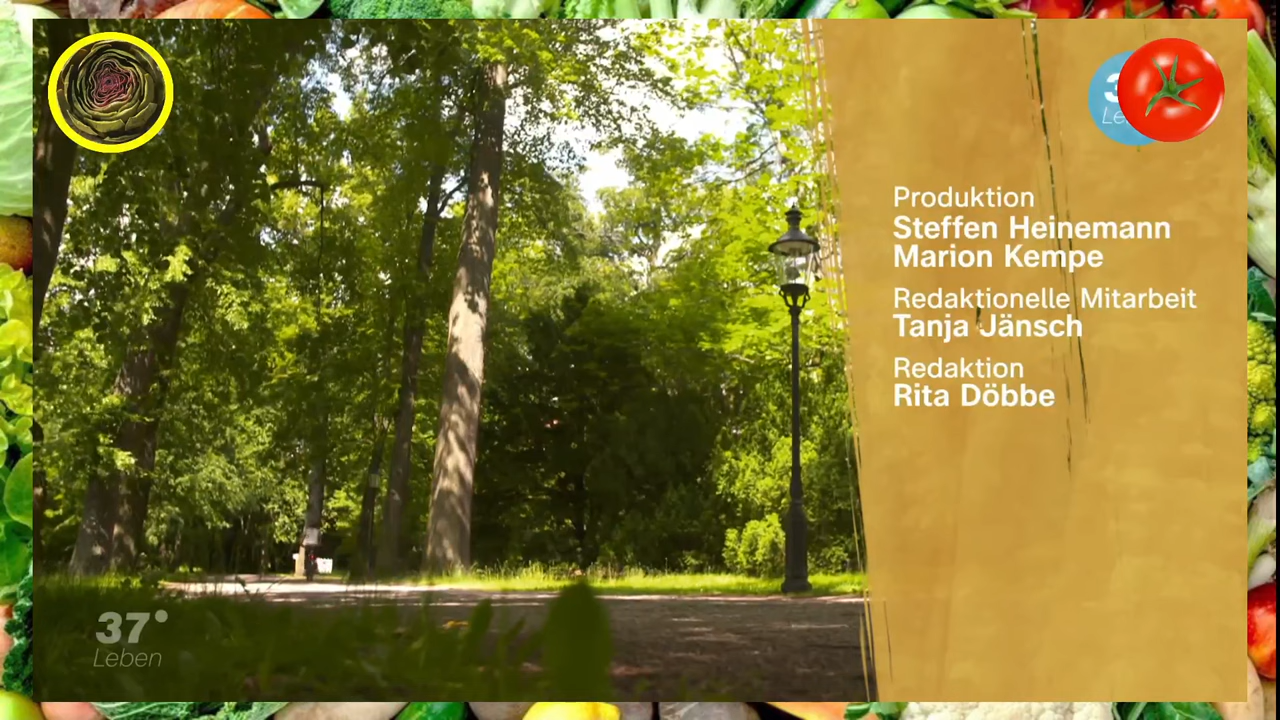 Produktion
Steffen Heinemann
Marion Kempe
Redaktionelle Mitarbeit
Tanja Jänsch
Redaktion
Rita Döbbe
37°
Leben